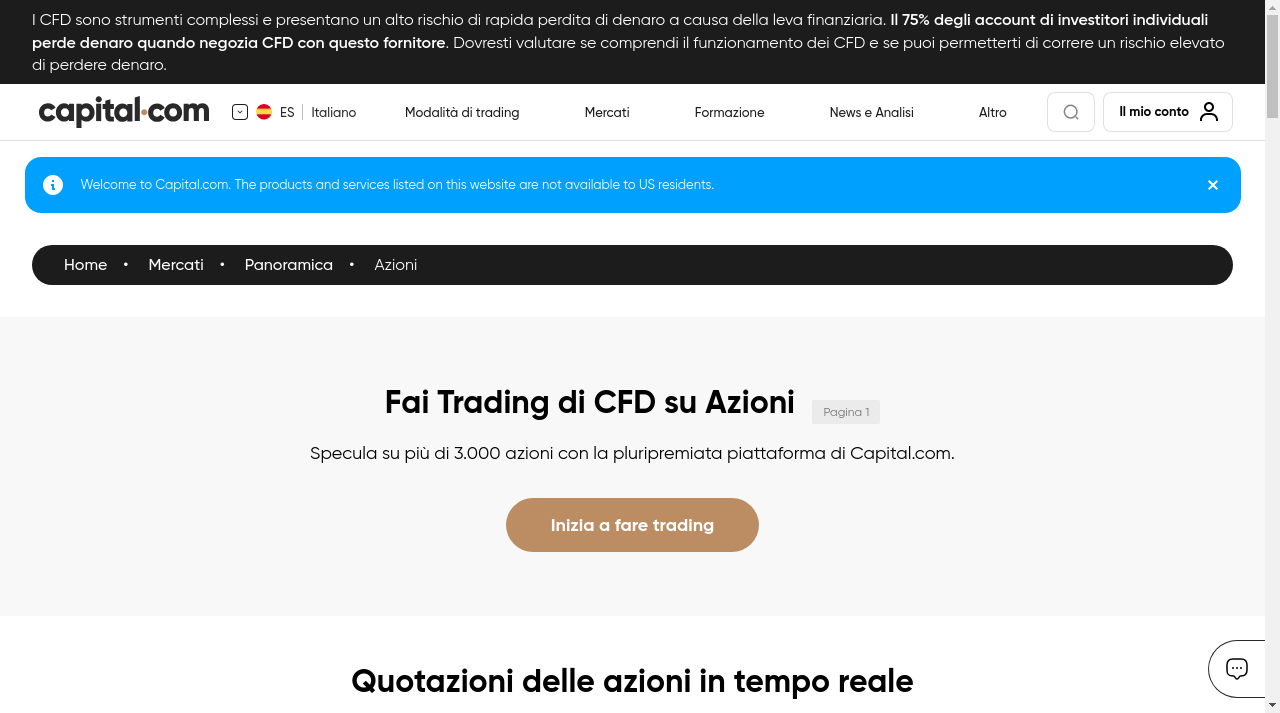 I CFD sono strumenti complessi e presentano un alto rischio di rapida perdita di denaro a causa della leva finanziaria. Il 75% degli account di investitori individuali
perde denaro quando negozia CFD con questo fornitore. Dovresti valutare se comprendi il funzionamento dei CFD e se puoi permetterti di correre un rischio elevato
di perdere denaro.
capital.com ES Italiano Modalità di trading Mercati Formazione News e Analisi Altro Il mio conto
Welcome to Capital.com. The products and services listed on this website are not available to US residents.
Home • Mercati • Panoramica • Azioni
Fai Trading di CFD su Azioni Pagina 1
Specula su più di 3.000 azioni con la pluripremiata piattaforma di Capital.com.
Inizia a fare trading
Quotazioni delle azioni in tempo reale